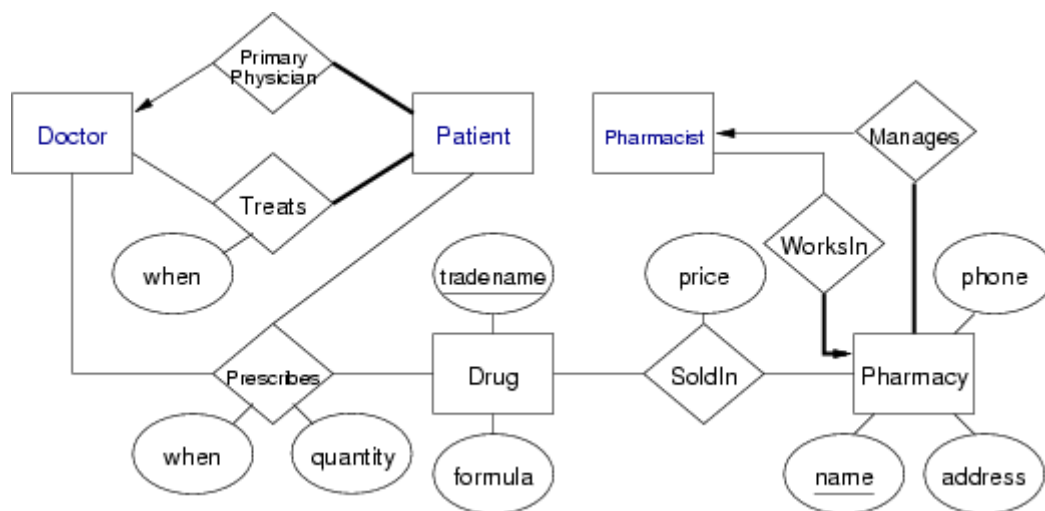 Primary
Physician
Doctor
Patient
Pharmacist
Manages
Treats
WorksIn
when
tradename
price
phone
Prescribes
Drug
SoldIn
Pharmacy
when
quantity
formula
name
address